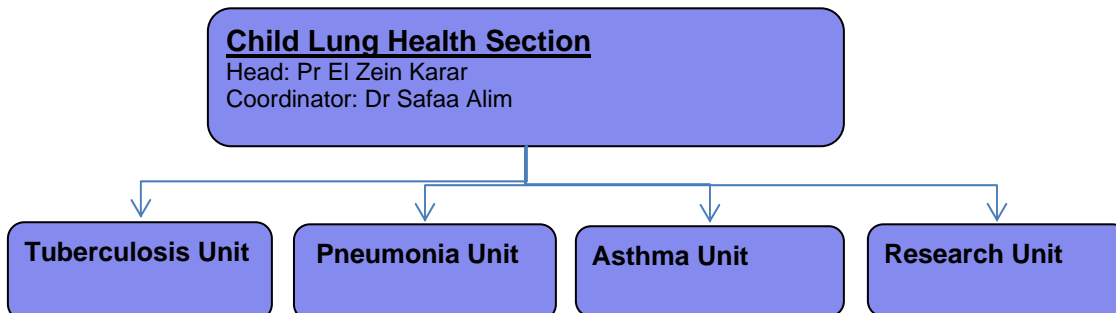 Child Lung Health Section
Head: Pr El Zein Karar
Coordinator: Dr Safaa Alim
Tuberculosis Unit
Pneumonia Unit
Asthma Unit
Research Unit